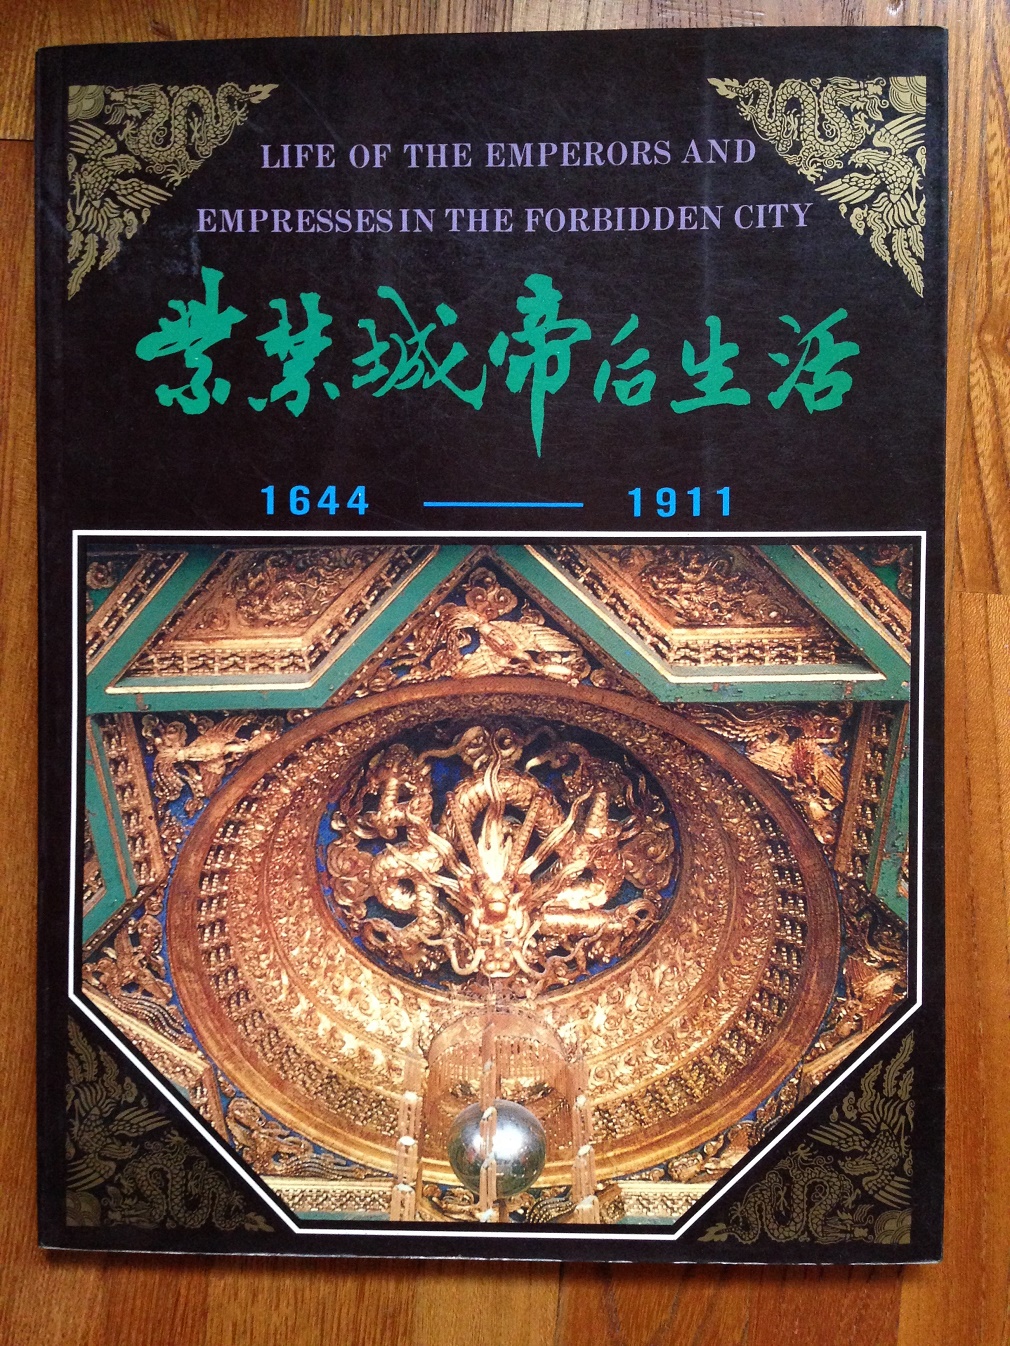 LIFE OF THE EMPERORS AND
EMPRESSES IN THE FORBIDDEN CITY
紫禁城帝后生活
1644 —— 1911